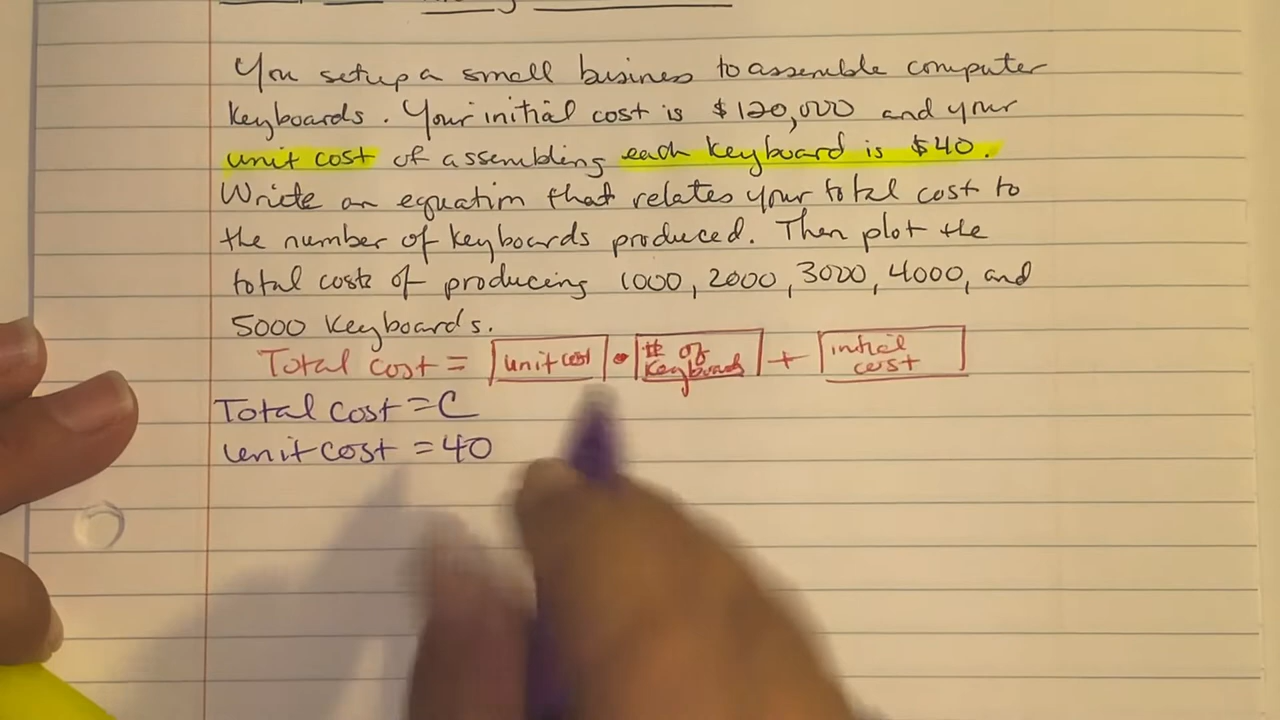 You setup a small business to assemble computer
keyboards. Your initial cost is $120,000 and your
unit cost of assembling each keyboard is $40.
Write an equation that relates your total cost to
the number of keyboards produced. Then plot the
total costs of producing 1000, 2000, 3000, 4000, and
5000 keyboards.
Total cost = unit cost • # of keyboards + initial cost
Total cost = C
unit cost = 40